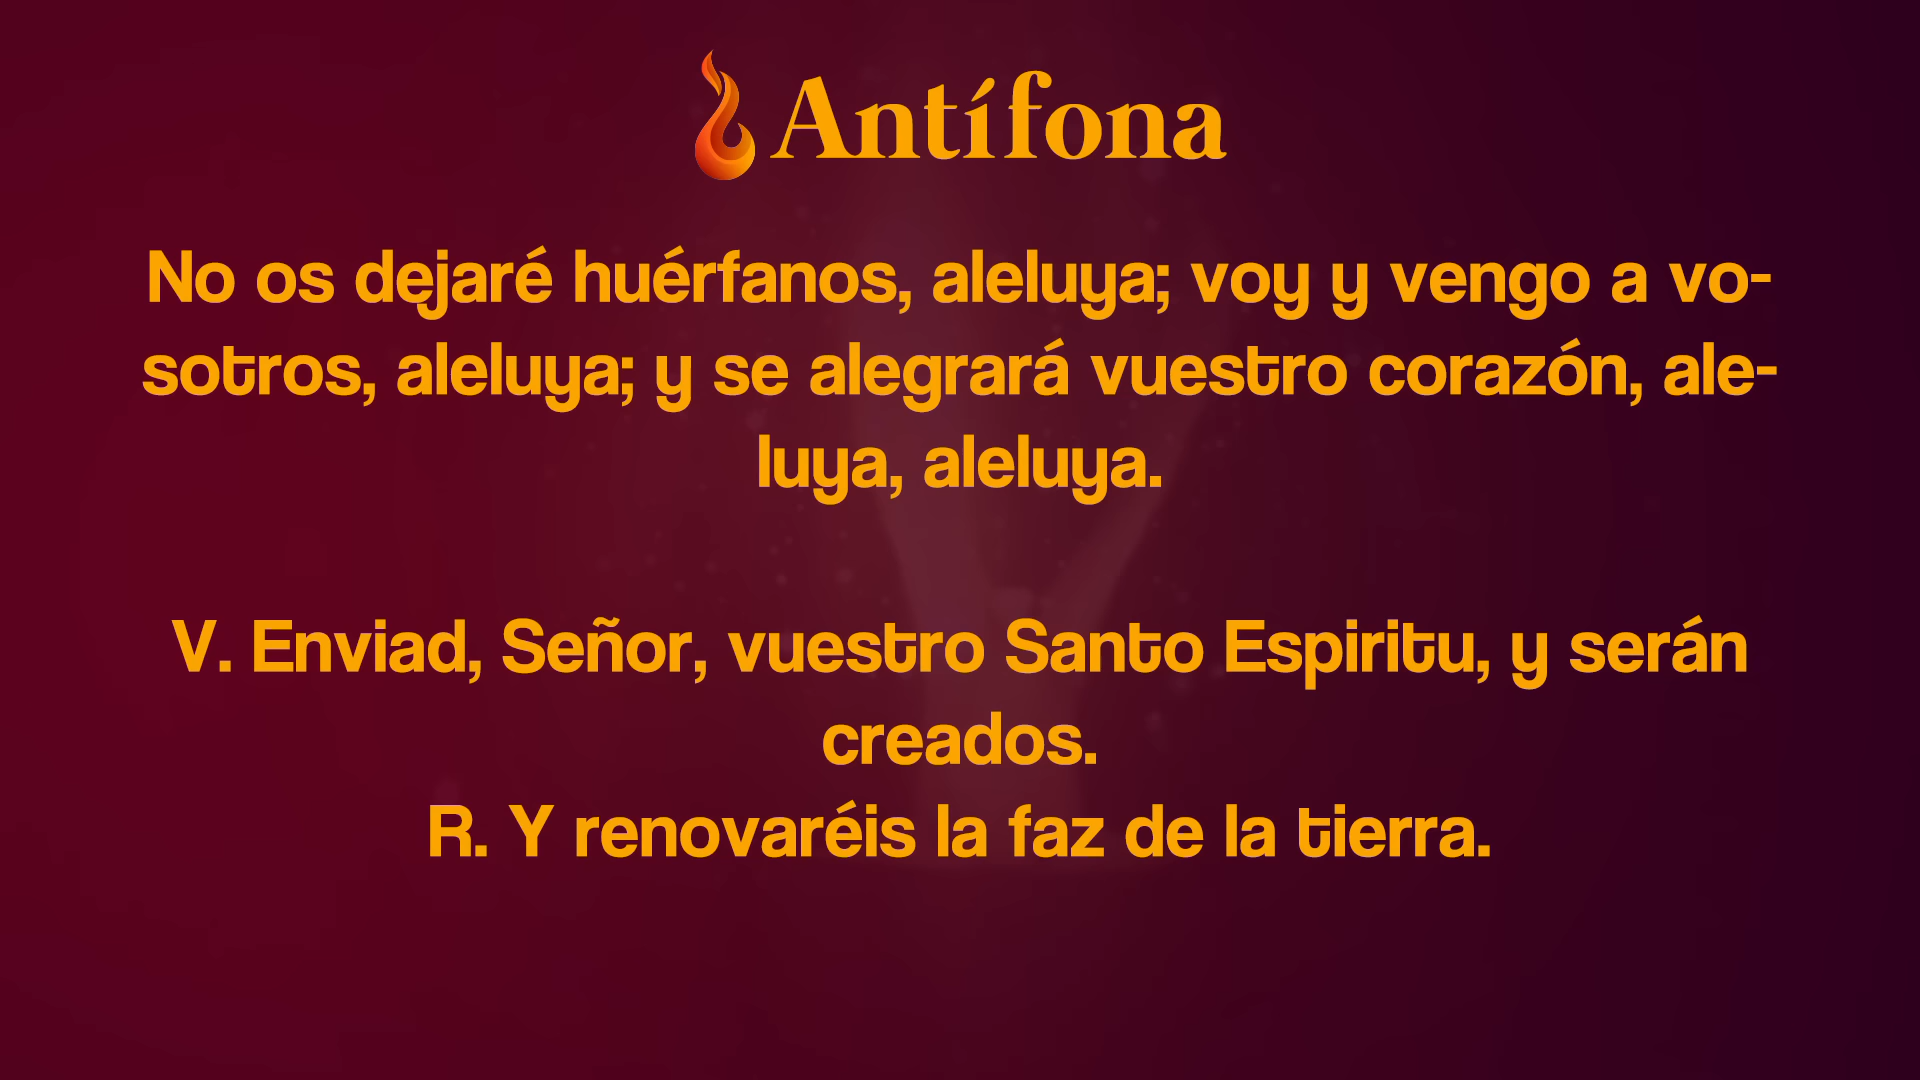 Antífona
No os dejaré huérfanos, aleluya; voy y vengo a vo-
sotros, aleluya; y se alegrará vuestro corazón, ale-
luya, aleluya.
V. Enviad, Señor, vuestro Santo Espiritu, y serán
creados.
R. Y renovaréis la faz de la tierra.